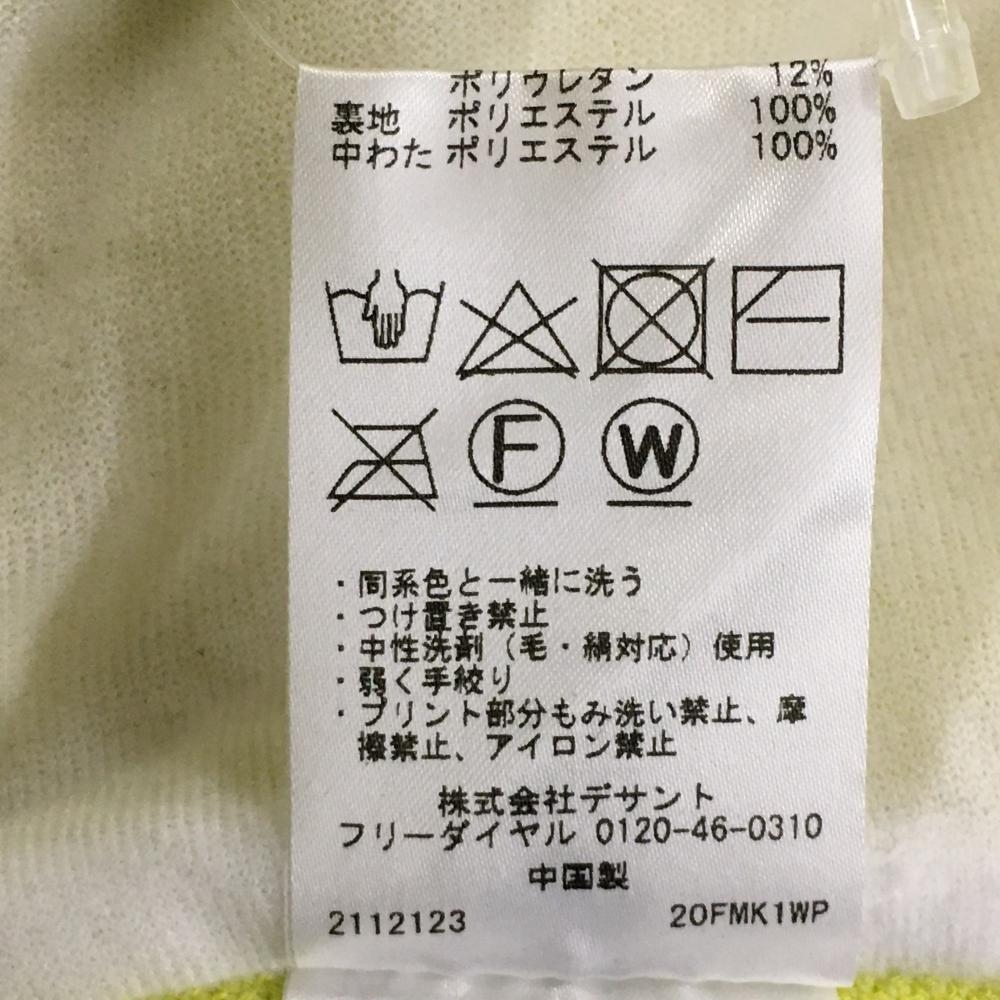 ポリウレタン 12%
裏地 ポリエステル 100%
中わた ポリエステル 100%
F W
・同系色と一緒に洗う
・つけ置き禁止
・中性洗剤（毛・絹対応）使用
・弱く手絞り
・プリント部分もみ洗い禁止、摩
擦禁止、アイロン禁止
株式会社デサント
フリーダイヤル 0120-46-0310
中国製
2112123 20FMK1WP